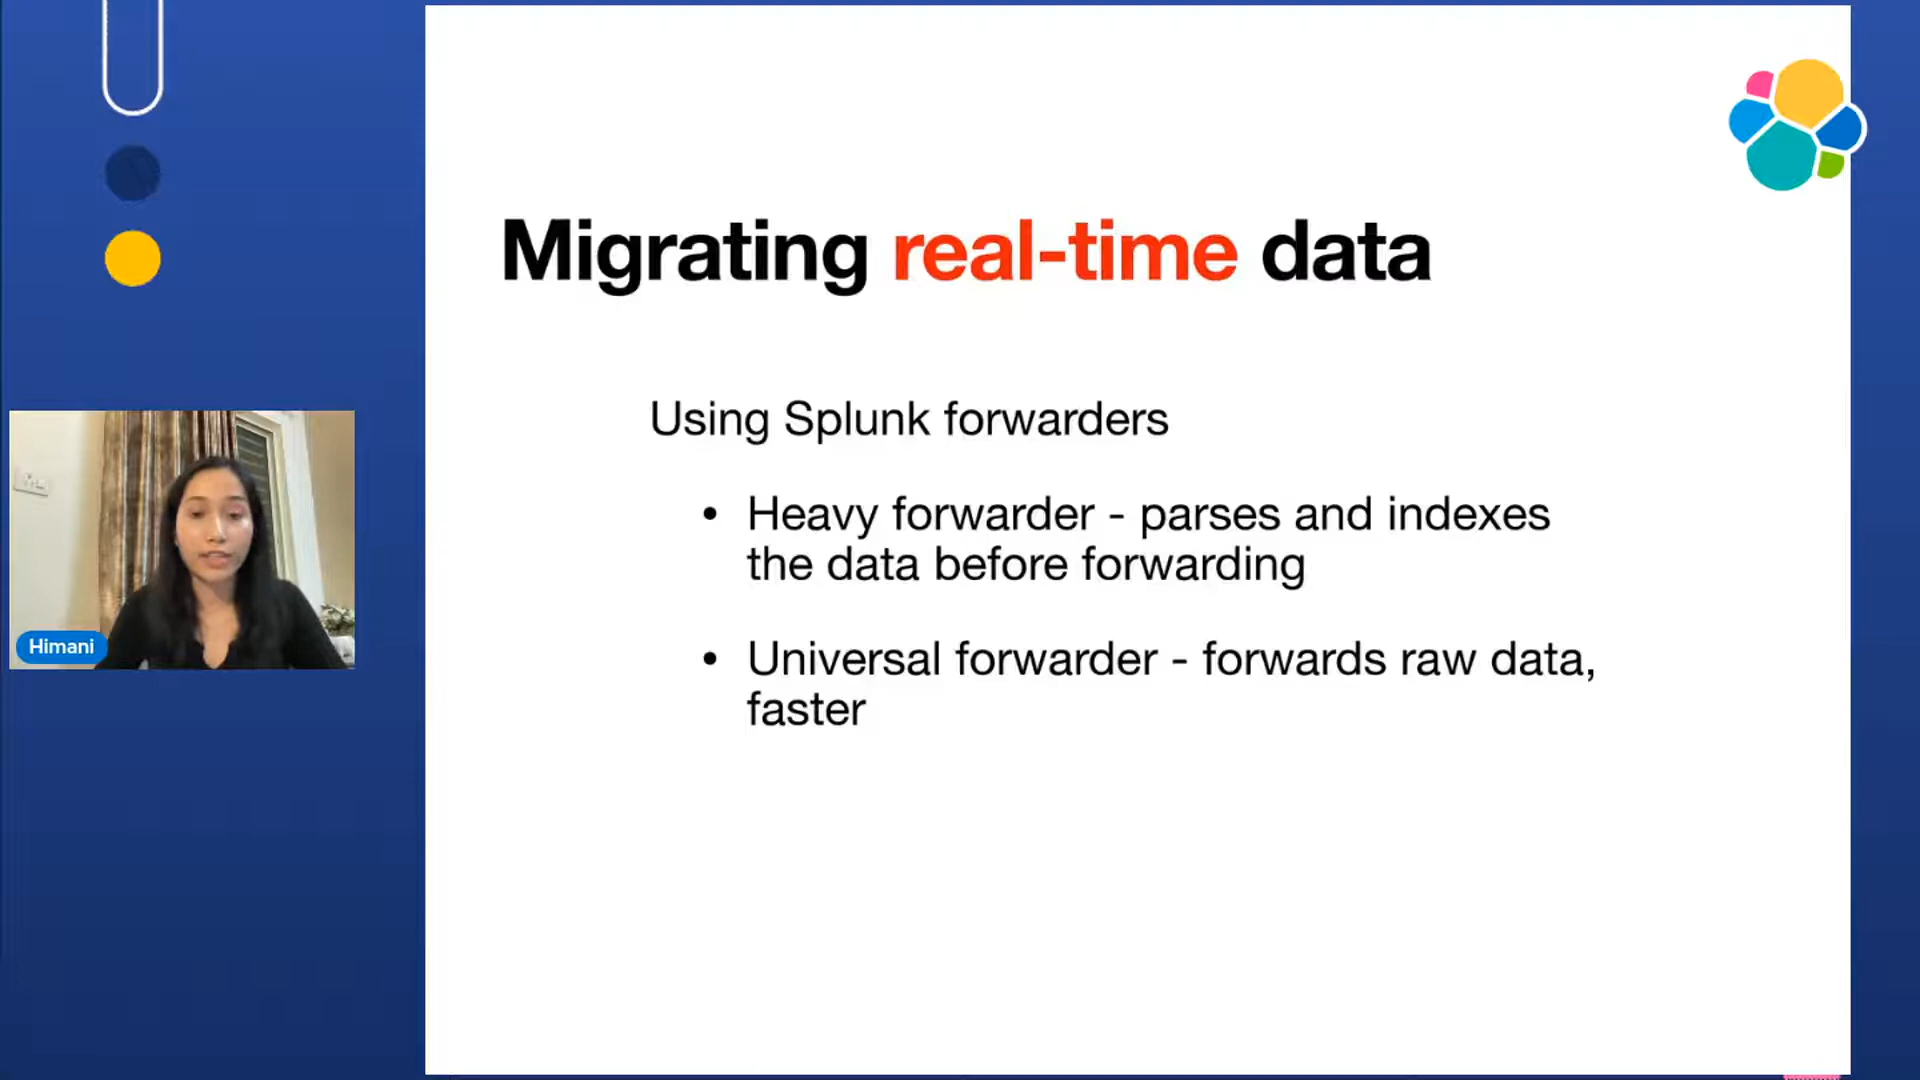 Migrating real-time data
Using Splunk forwarders
• Heavy forwarder - parses and indexes
the data before forwarding
• Universal forwarder - forwards raw data,
faster
Himani